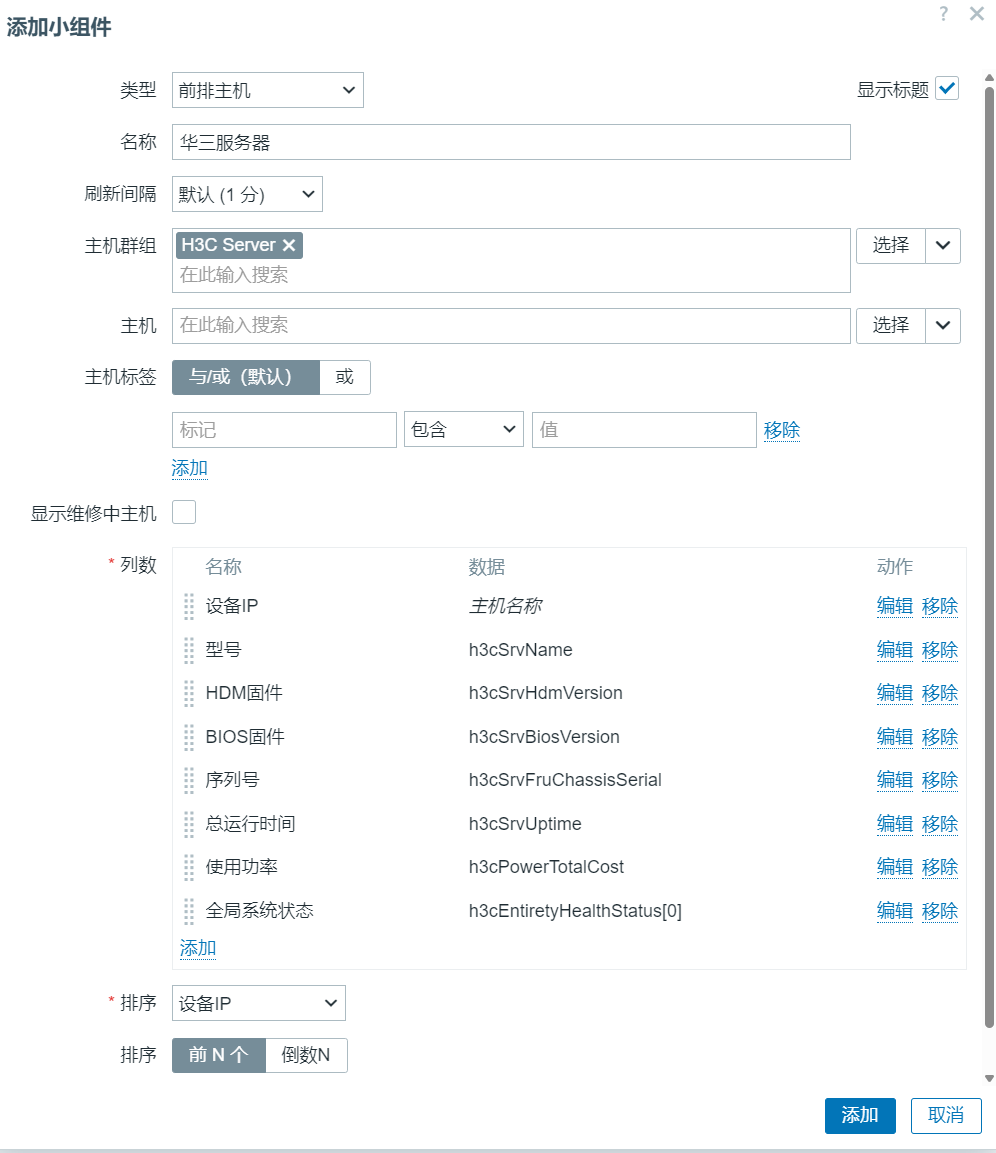 添加小组件 ?
类型 前排主机 显示标题
名称 华三服务器
刷新间隔 默认 (1 分)
主机群组 H3C Server 选择
在此输入搜索
主机 在此输入搜索 选择
主机标签 与/或（默认） 或
标记 包含 值 移除
添加
显示维修中主机
* 列数 名称 数据 动作
设备IP 主机名称 编辑 移除
型号 h3cSrvName 编辑 移除
HDM固件 h3cSrvHdmVersion 编辑 移除
BIOS固件 h3cSrvBiosVersion 编辑 移除
序列号 h3cSrvFruChassisSerial 编辑 移除
总运行时间 h3cSrvUptime 编辑 移除
使用功率 h3cPowerTotalCost 编辑 移除
全局系统状态 h3cEntiretyHealthStatus[0] 编辑 移除
添加
* 排序 设备IP
排序 前 N 个 倒数N
添加 取消